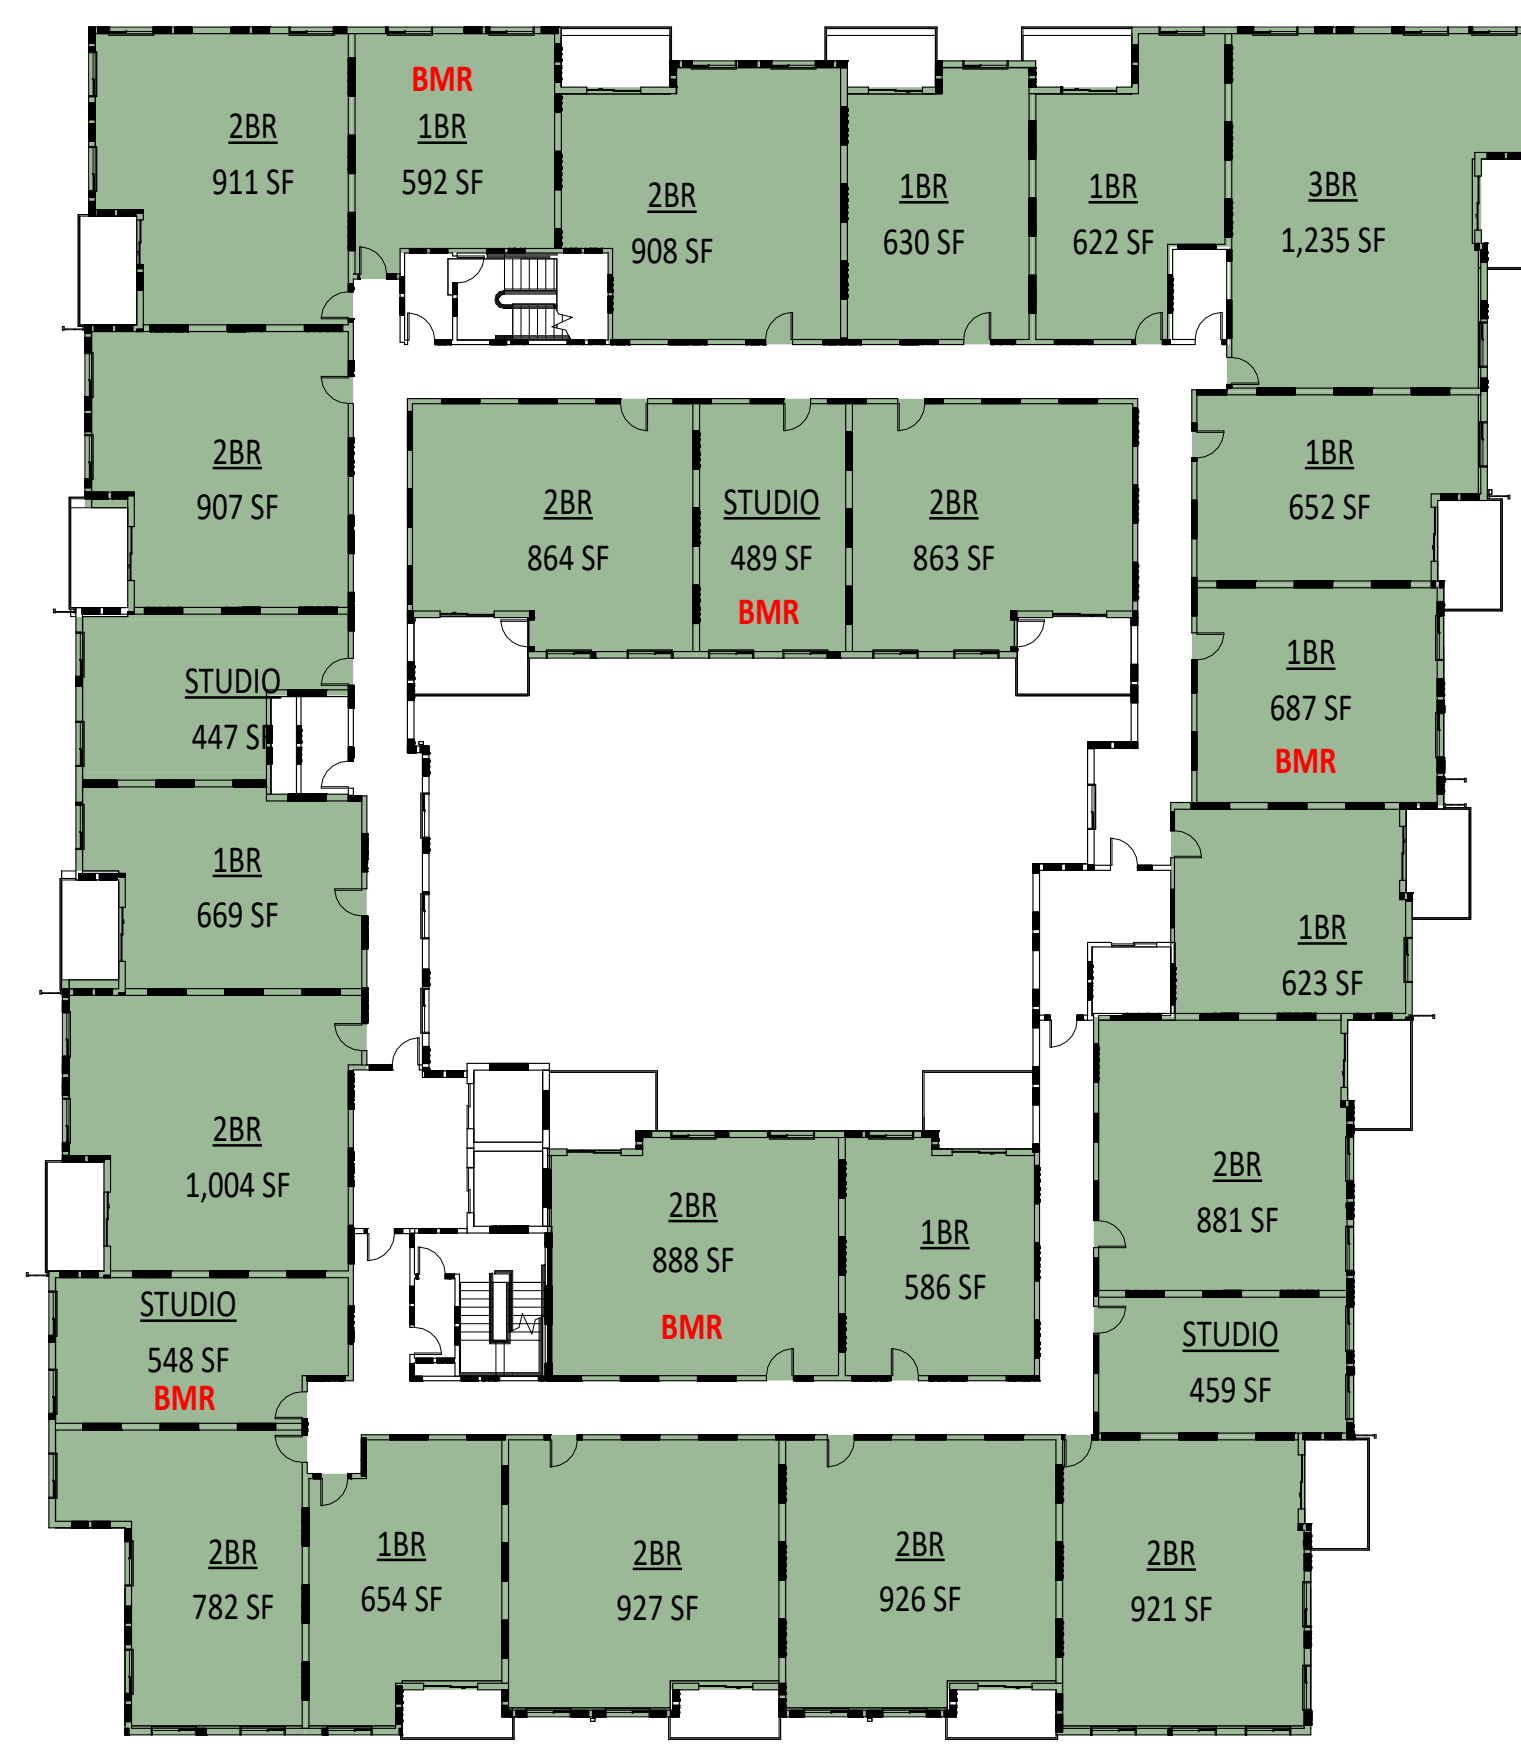 2BR
911 SF
BMR
1BR
592 SF
2BR
908 SF
1BR
630 SF
1BR
622 SF
3BR
1,235 SF
2BR
907 SF
2BR
864 SF
STUDIO
489 SF
BMR
2BR
863 SF
1BR
652 SF
STUDIO
447 SF
1BR
687 SF
BMR
1BR
669 SF
1BR
623 SF
2BR
1,004 SF
2BR
888 SF
BMR
1BR
586 SF
2BR
881 SF
STUDIO
548 SF
BMR
STUDIO
459 SF
2BR
782 SF
1BR
654 SF
2BR
927 SF
2BR
926 SF
2BR
921 SF